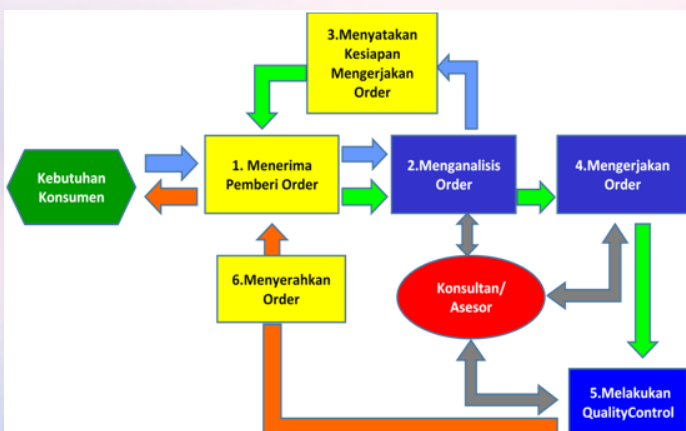 3.Menyatakan
Kesiapan
Mengerjakan
Order
Kebutuhan
Konsumen
1. Menerima
Pemberi Order
2.Menganalisis
Order
4.Mengerjakan
Order
6.Menyerahkan
Order
Konsultan/
Asesor
5.Melakukan
QualityControl